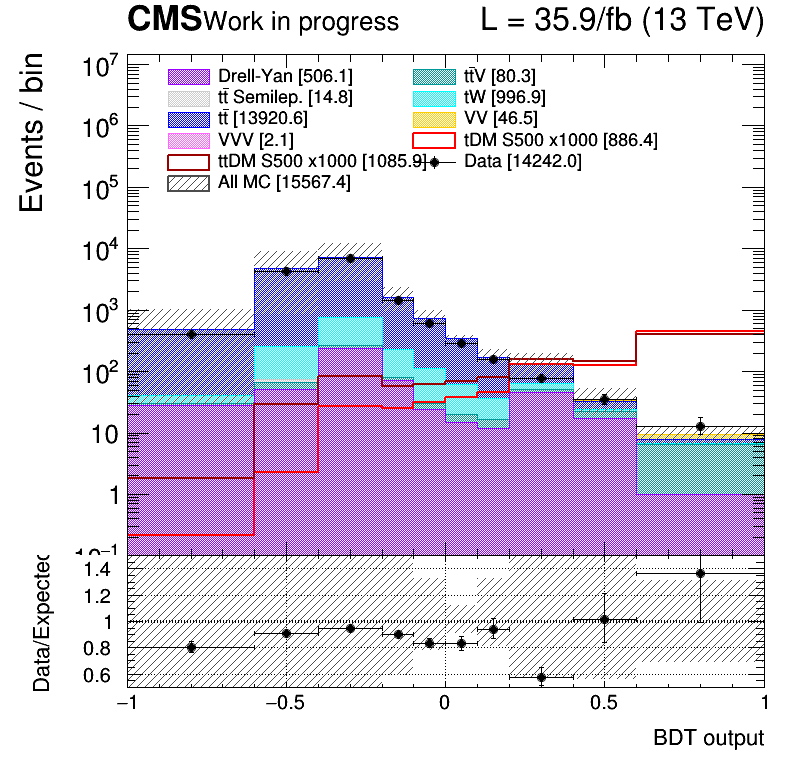 CMS Work in progress L = 35.9/fb (13 TeV)
Events / bin
Drell-Yan [506.1] tt̄V [80.3]
tt̄ Semilep. [14.8] tW [996.9]
tt̄ [13920.6] VV [46.5]
VVV [2.1] tDM S500 x1000 [886.4]
ttDM S500 x1000 [1085.9] Data [14242.0]
All MC [15567.4]
10⁷
10⁶
10⁵
10⁴
10³
10²
10
1
10⁻¹
Data/Expected
1.4
1.2
1
0.8
0.6
−1 −0.5 0 0.5 1
BDT output